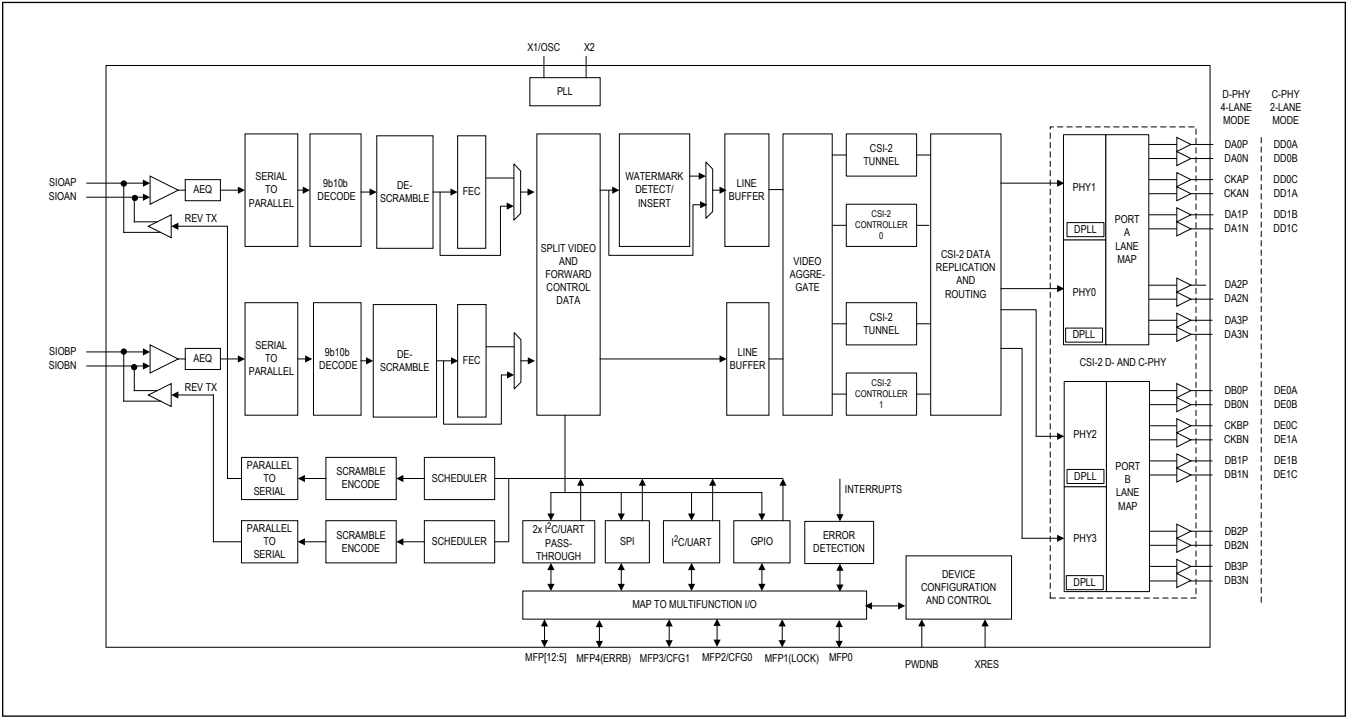 X1/OSC X2
PLL
D-PHY
4-LANE
MODE
C-PHY
2-LANE
MODE
SIOAP
SIOAN
AEQ
REV TX
SERIAL
TO
PARALLEL
9b10b
DECODE
DE-
SCRAMBLE
FEC
SPLIT VIDEO
AND
FORWARD
CONTROL
DATA
WATERMARK
DETECT/
INSERT
LINE
BUFFER
VIDEO
AGGRE-
GATE
CSI-2
TUNNEL
CSI-2
CONTROLLER
0
CSI-2 DATA
REPLICATION
AND
ROUTING
PHY1
DPLL
PHY0
DPLL
PORT
A
LANE
MAP
DA0P DD0A
DA0N DD0B
CKAP DD0C
CKAN DD1A
DA1P DD1B
DA1N DD1C
DA2P
DA2N
DA3P
DA3N
CSI-2 D- AND C-PHY
SIOBP
SIOBN
AEQ
REV TX
SERIAL
TO
PARALLEL
9b10b
DECODE
DE-
SCRAMBLE
FEC
LINE
BUFFER
CSI-2
TUNNEL
CSI-2
CONTROLLER
1
PHY2
DPLL
PHY3
DPLL
PORT
B
LANE
MAP
DB0P DE0A
DB0N DE0B
CKBP DE0C
CKBN DE1A
DB1P DE1B
DB1N DE1C
DB2P
DB2N
DB3P
DB3N
PARALLEL
TO
SERIAL
SCRAMBLE
ENCODE
SCHEDULER
PARALLEL
TO
SERIAL
SCRAMBLE
ENCODE
SCHEDULER
INTERRUPTS
2x I²C/UART
PASS-
THROUGH
SPI
I²C/UART
GPIO
ERROR
DETECTION
MAP TO MULTIFUNCTION I/O
DEVICE
CONFIGURATION
AND CONTROL
MFP[12:5] MFP4(ERRB) MFP3/CFG1 MFP2/CFG0 MFP1(LOCK) MFP0
PWDNB XRES